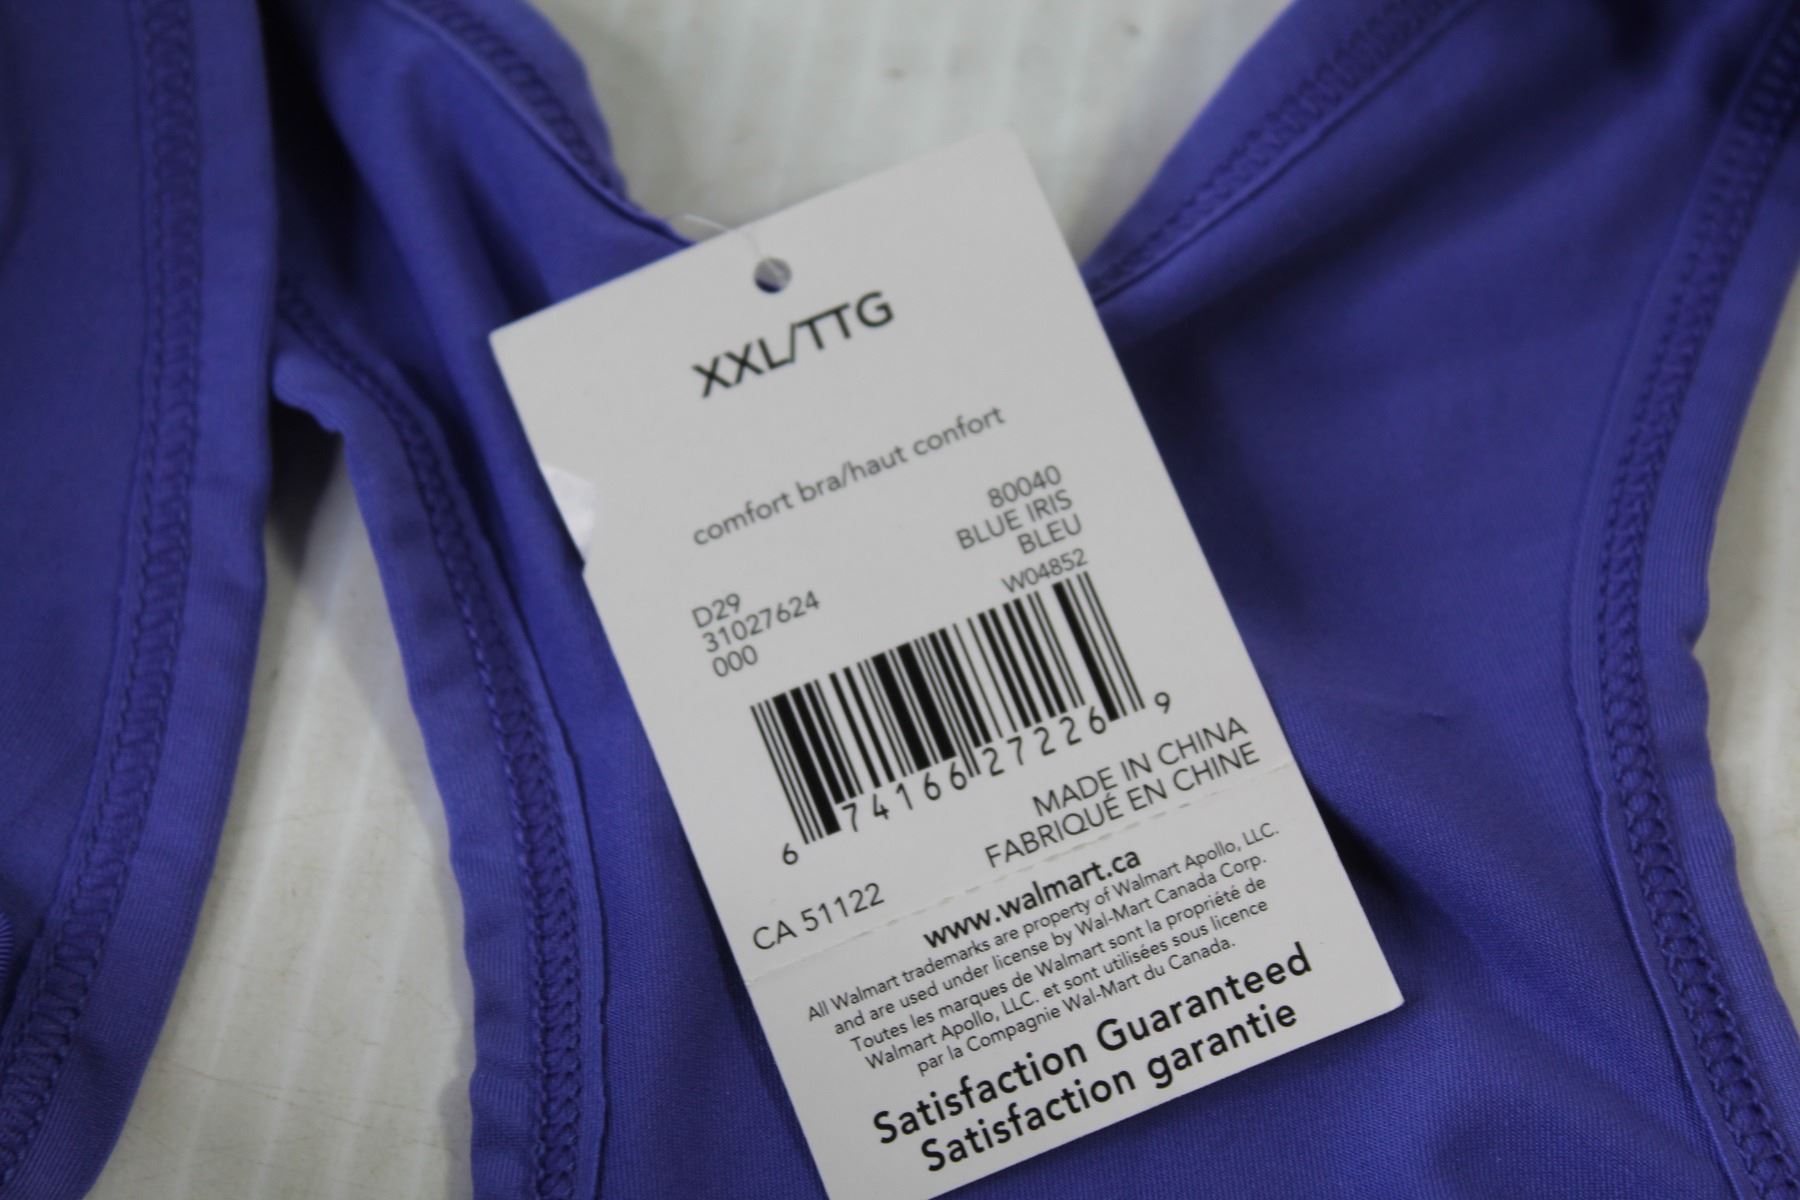 XXL/TTG
comfort bra/haut confort
80040
BLUE IRIS
BLEU
W04852
D29
31027624
000
6 74166 27226 9
MADE IN CHINA
FABRIQUÉ EN CHINE
CA 51122
www.walmart.ca
All Walmart trademarks are property of Walmart Apollo, LLC.
and are used under license by Wal-Mart Canada Corp.
Toutes les marques de Walmart sont la propriété de
Walmart Apollo, LLC. et sont utilisées sous licence
par la Compagnie Wal-Mart du Canada.
Satisfaction Guaranteed
Satisfaction garantie